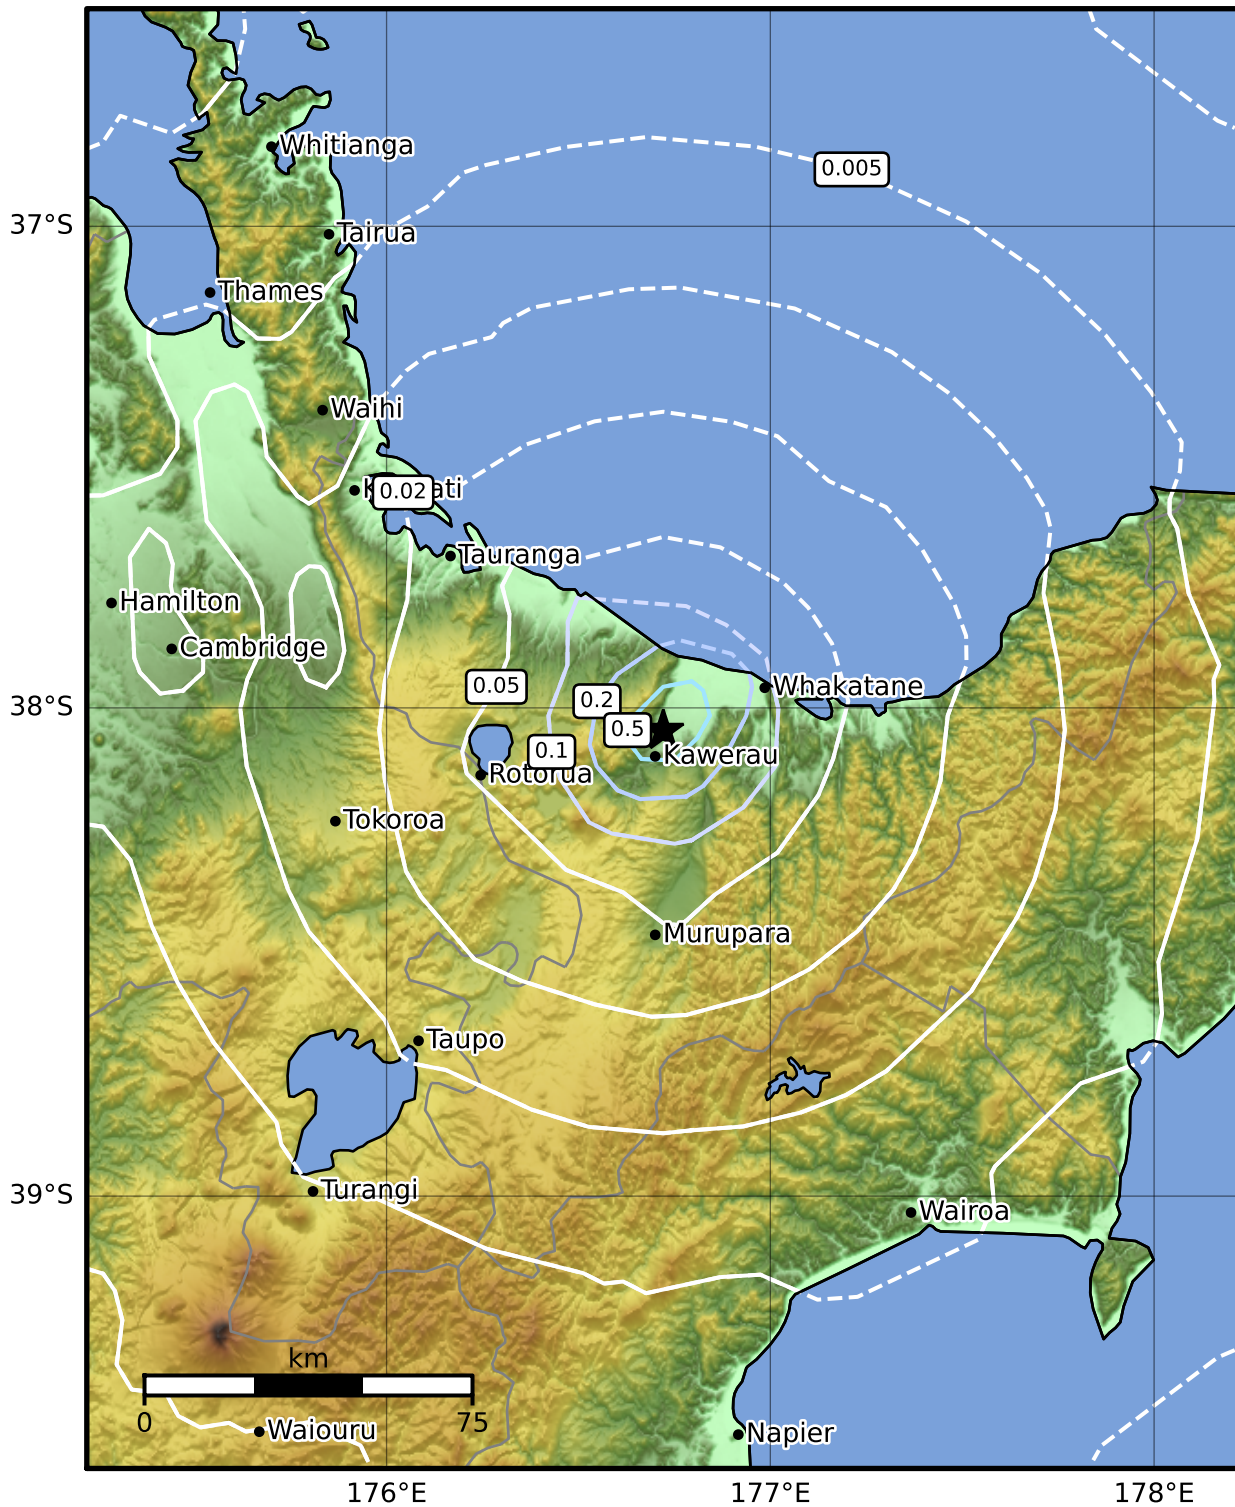 Whitianga
0.005
37°S
Tairua
Thames
Waihi
0.02
Tauranga
Hamilton
Cambridge
0.05
Whakatane
0.2
38°S
0.5
0.1
Kawerau
Rotorua
Tokoroa
Murupara
Taupo
Turangi
39°S
Wairoa
km
0
75
Waiouru
Napier
176°E
177°E
178°E